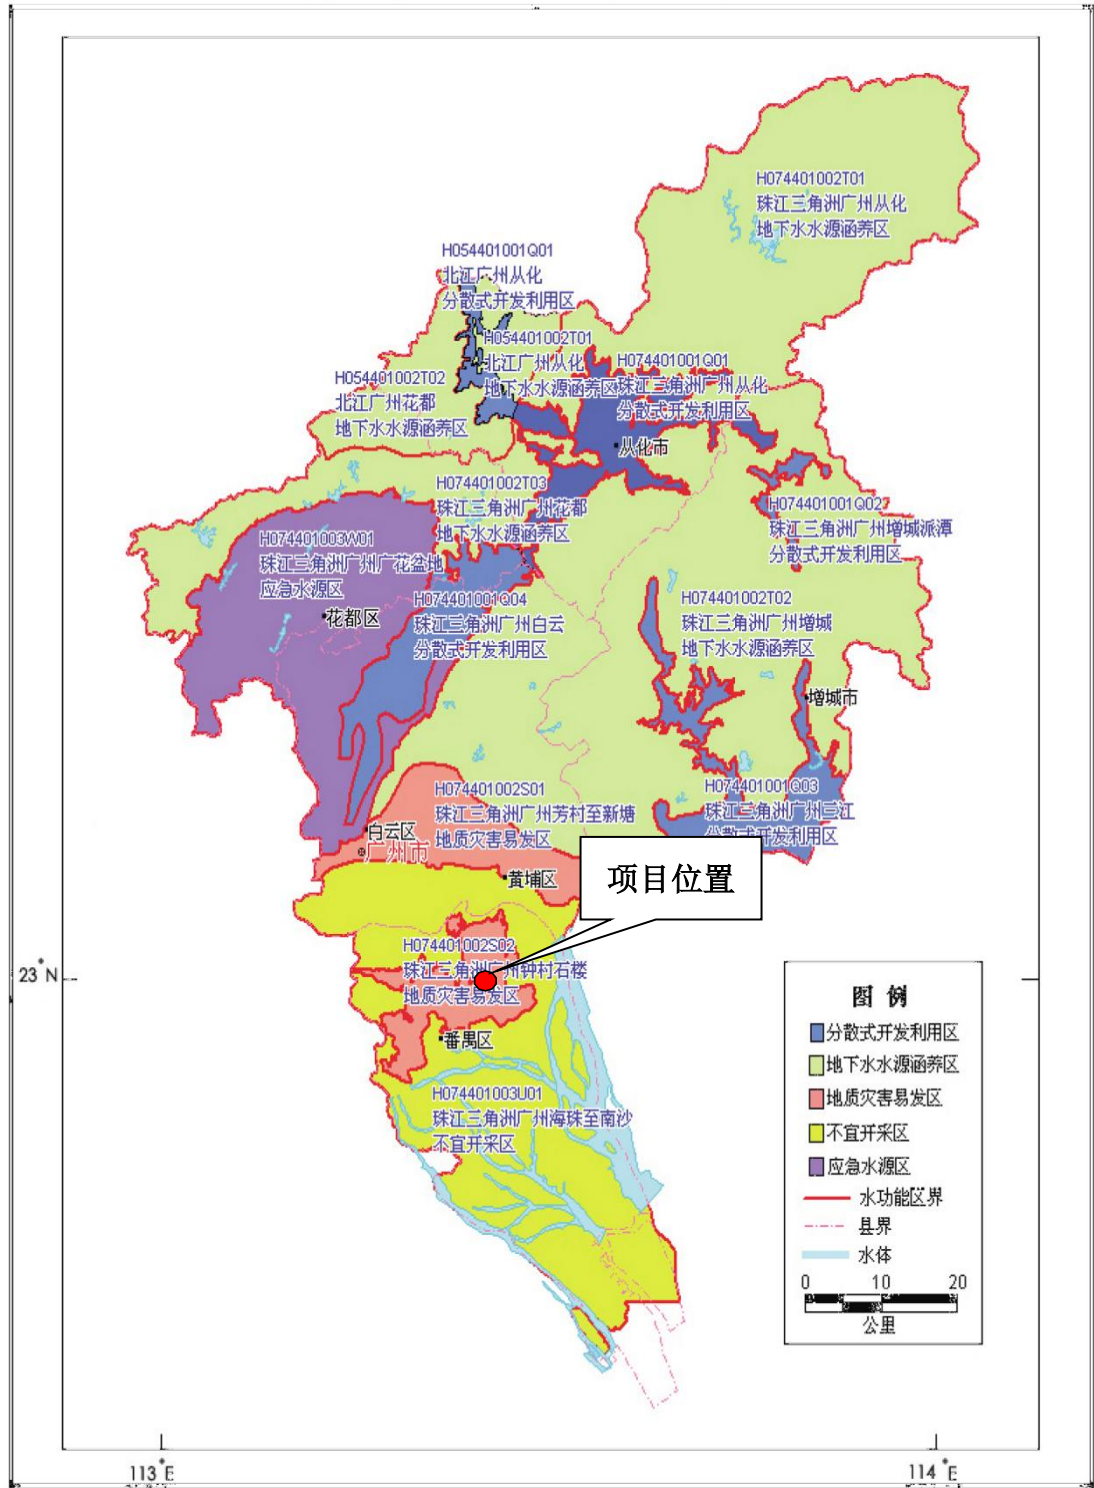 H074401002T01
珠江三角洲广州从化
地下水水源涵养区
H054401001Q01
北江广州从化
分散式开发利用区
H054401002T01
北江广州从化
地下水水源涵养区
H074401001Q01
珠江三角洲广州从化
分散式开发利用区
H054401002T02
北江广州花都
地下水水源涵养区
从化市
H074401002T03
珠江三角洲广州花都
地下水水源涵养区
H074401001Q02
珠江三角洲广州增城派潭
分散式开发利用区
H074401003W01
珠江三角洲广州广花盆地
应急水源区
花都区
H074401001Q04
珠江三角洲广州白云
分散式开发利用区
H074401002T02
珠江三角洲广州增城
地下水水源涵养区
增城市
H074401002S01
珠江三角洲广州芳村至新塘
地质灾害易发区
H074401001Q03
珠江三角洲广州三江
分散式开发利用区
白云区
广州市
黄埔区
项目位置
H074401002S02
珠江三角洲广州钟村石楼
地质灾害易发区
23°N
番禺区
H074401003U01
珠江三角洲广州海珠至南沙
不宜开采区
图 例
分散式开发利用区
地下水水源涵养区
地质灾害易发区
不宜开采区
应急水源区
水功能区界
县界
水体
0 10 20
公里
113°E
114°E